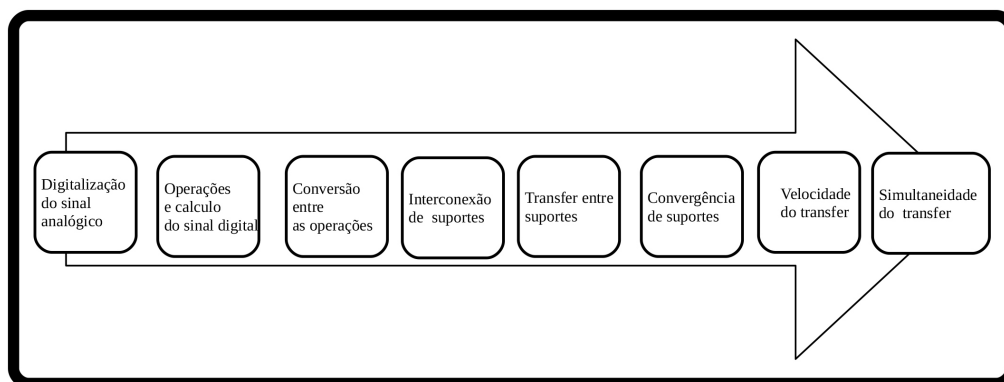 Digitalização
do sinal
analógico
Operações
e calculo
do sinal digital
Conversão
entre
as operações
Interconexão
de suportes
Transfer entre
suportes
Convergência
de suportes
Velocidade
do transfer
Simultaneidade
do transfer